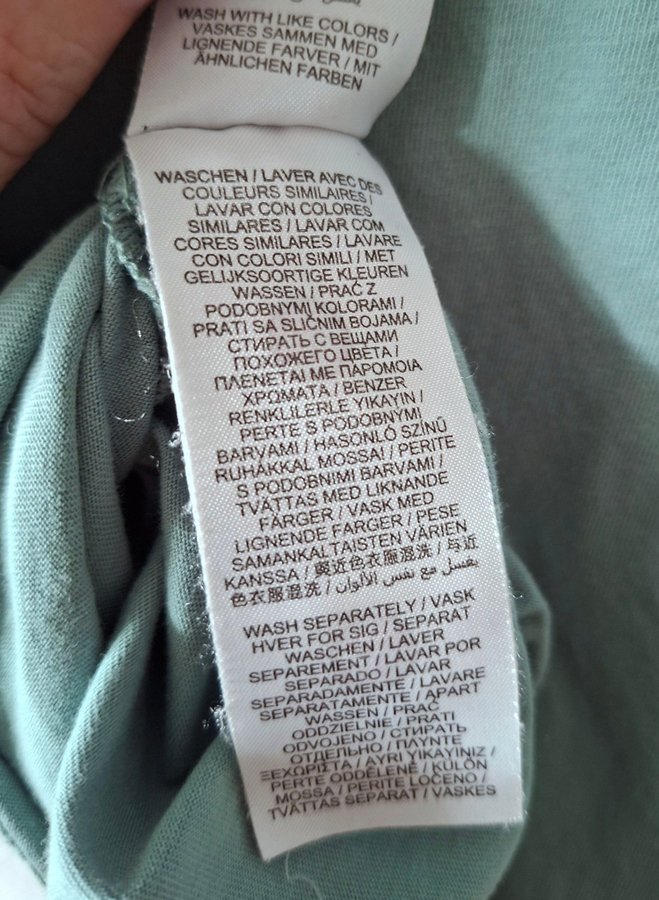 WASH WITH LIKE COLORS /
VASKES SAMMEN MED
LIGNENDE FARVER / MIT
ÄHNLICHEN FARBEN
WASCHEN / LAVER AVEC DES
COULEURS SIMILAIRES /
LAVAR CON COLORES
SIMILARES / LAVAR COM
CORES SIMILARES / LAVARE
CON COLORI SIMILI / MET
GELIJKSOORTIGE KLEUREN
WASSEN / PRAĆ Z
PODOBNYMI KOLORAMI /
PRATI SA SLIČNIM BOJAMA /
СТИРАТЬ С ВЕЩАМИ
ПОХОЖЕГО ЦВЕТА /
ΠΛΕΝΕΤΑΙ ΜΕ ΠΑΡΟΜΟΙΑ
ΧΡΩΜΑΤΑ / BENZER
RENKLILERLE YIKAYIN /
PERTE S PODOBNYMI
BARVAMI / HASONLÓ SZÍNŰ
RUHÁKKAL MOSSA! / PERITE
S PODOBNIMI BARVAMI /
TVÄTTAS MED LIKNANDE
FÄRGER / VASK MED
LIGNENDE FARGER / PESE
SAMANKALTAISTEN VÄRIEN
KANSSA / 與近色衣服混洗 / 与近
色衣服混洗 / يغسل مع نفس الألوان
WASH SEPARATELY / VASK
HVER FOR SIG / SEPARAT
WASCHEN / LAVER
SEPAREMENT / LAVAR POR
SEPARADO / LAVAR
SEPARADAMENTE / LAVARE
SEPARATAMENTE / APART
WASSEN / PRAĆ
ODDZIELNIE / PRATI
ODVOJENO / СТИРАТЬ
ОТДЕЛЬНО / ΠΛΥΝΤΕ
ΞΕΧΩΡΙΣΤΑ / AYRI YIKAYINIZ /
PERTE ODDĚLENĚ / KÜLÖN
MOSSA / PERITE LOČENO /
TVÄTTAS SEPARAT / VASKES